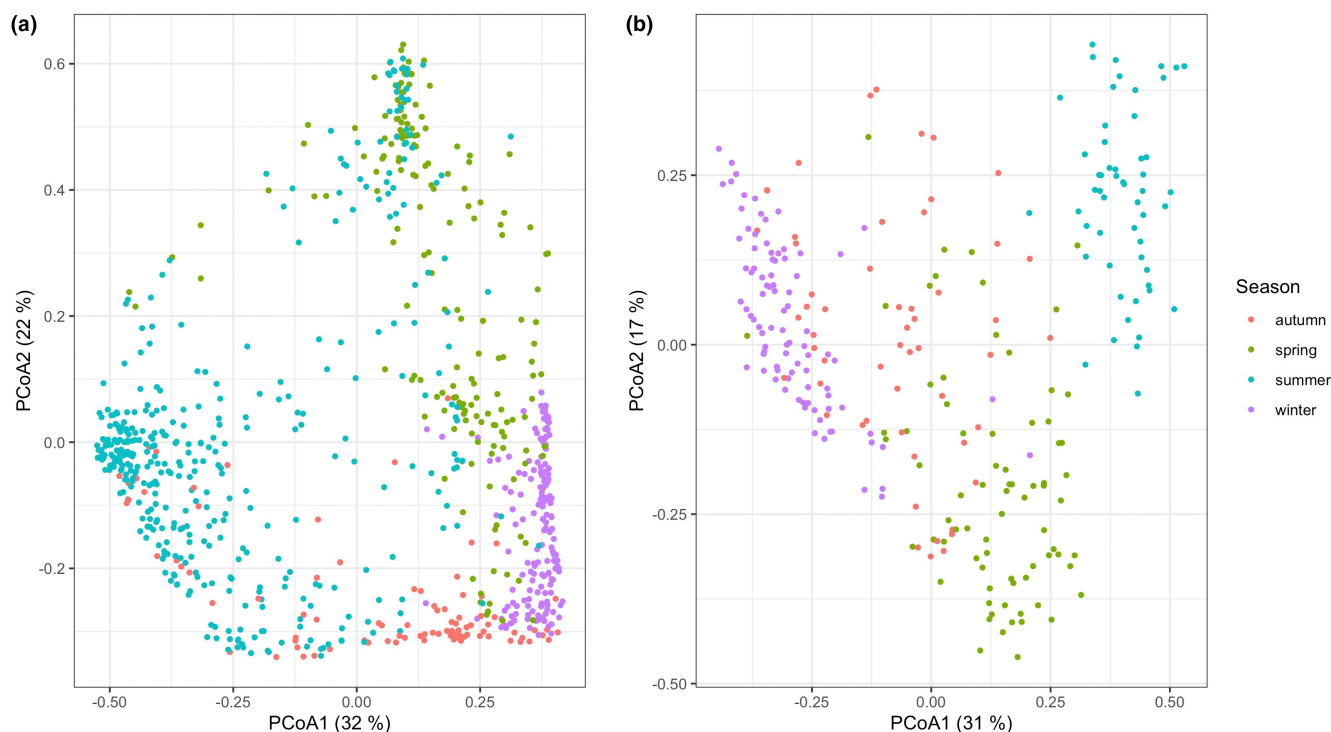 (a)
PCoA2 (22 %)
0.6
0.4
0.2
0.0
-0.2
-0.50
-0.25
0.00
0.25
PCoA1 (32 %)
(b)
PCoA2 (17 %)
0.25
0.00
-0.25
-0.50
-0.25
0.00
0.25
0.50
PCoA1 (31 %)
Season
autumn
spring
summer
winter